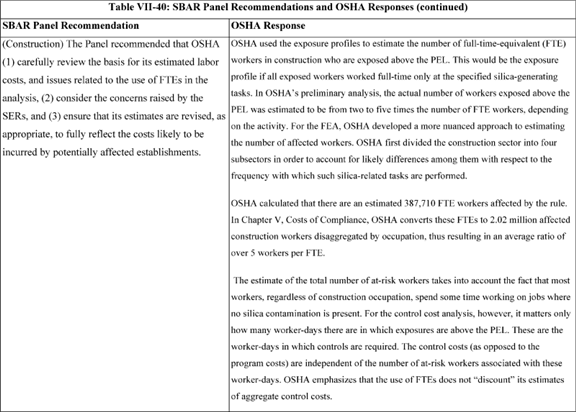 Table VII-40: SBAR Panel Recommendations and OSHA Responses (continued)
SBAR Panel Recommendation
(Construction) The Panel recommended that OSHA
(1) carefully review the basis for its estimated labor
costs, and issues related to the use of FTEs in the
analysis, (2) consider the concerns raised by the
SERs, and (3) ensure that its estimates are revised, as
appropriate, to fully reflect the costs likely to be
incurred by potentially affected establishments.
OSHA Response
OSHA used the exposure profiles to estimate the number of full-time-equivalent (FTE)
workers in construction who are exposed above the PEL. This would be the exposure
profile if all exposed workers worked full-time only at the specified silica-generating
tasks. In OSHA's preliminary analysis, the actual number of workers exposed above the
PEL was estimated to be from two to five times the number of FTE workers, depending
on the activity. For the FEA, OSHA developed a more nuanced approach to estimating
the number of affected workers. OSHA first divided the construction sector into four
subsectors in order to account for likely differences among them with respect to the
frequency with which such silica-related tasks are performed.
OSHA calculated that there are an estimated 387,710 FTE workers affected by the rule.
In Chapter V, Costs of Compliance, OSHA converts these FTEs to 2.02 million affected
construction workers disaggregated by occupation, thus resulting in an average ratio of
over 5 workers per FTE.
The estimate of the total number of at-risk workers takes into account the fact that most
workers, regardless of construction occupation, spend some time working on jobs where
no silica contamination is present. For the control cost analysis, however, it matters only
how many worker-days there are in which exposures are above the PEL. These are the
worker-days in which controls are required. The control costs (as opposed to the
program costs) are independent of the number of at-risk workers associated with these
worker-days. OSHA emphasizes that the use of FTEs does not "discount" its estimates
of aggregate control costs.